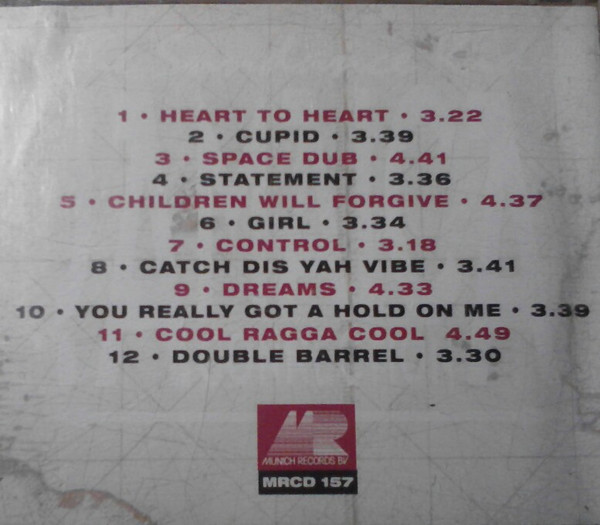 1 • HEART TO HEART • 3.22
2 • CUPID • 3.39
3 • SPACE DUB • 4.41
4 • STATEMENT • 3.36
5 • CHILDREN WILL FORGIVE • 4.37
6 • GIRL • 3.34
7 • CONTROL • 3.18
8 • CATCH DIS YAH VIBE • 3.41
9 • DREAMS • 4.33
10 • YOU REALLY GOT A HOLD ON ME • 3.39
11 • COOL RAGGA COOL 4.49
12 • DOUBLE BARREL • 3.30
MR
MUNICH RECORDS BV
MRCD 157